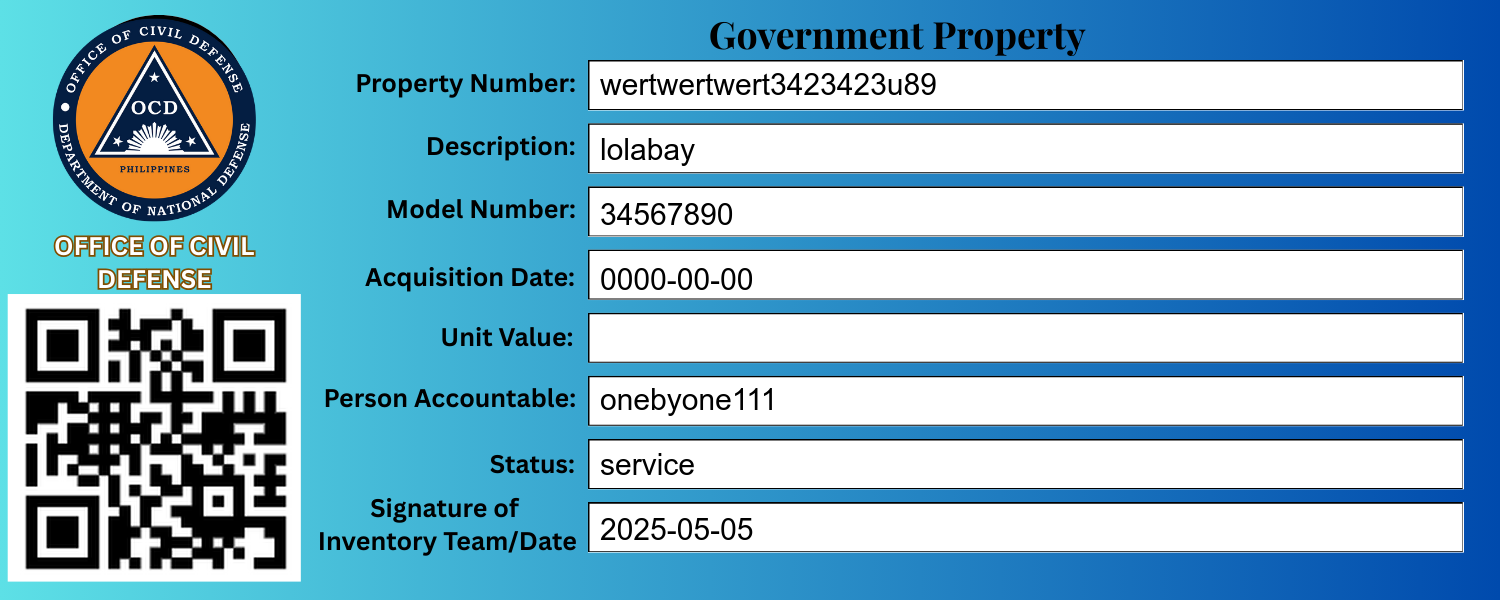 OFFICE OF CIVIL DEFENSE
OCD
PHILIPPINES
DEPARTMENT OF NATIONAL DEFENSE
OFFICE OF CIVIL
DEFENSE
Government Property
Property Number: wertwertwert3423423u89
Description: lolabay
Model Number: 34567890
Acquisition Date: 0000-00-00
Unit Value:
Person Accountable: onebyone111
Status: service
Signature of
Inventory Team/Date 2025-05-05